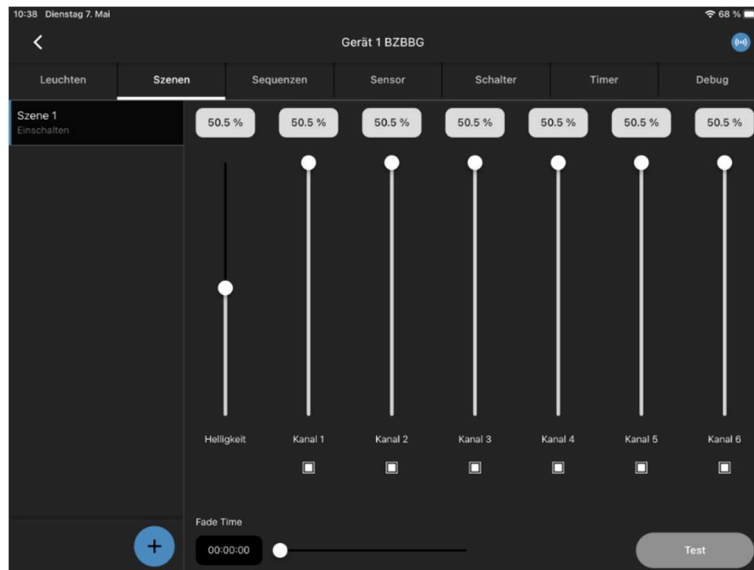 10:38 Dienstag 7. Mai 68 %
Gerät 1 BZBBG
Leuchten Szenen Sequenzen Sensor Schalter Timer Debug
Szene 1
Einschalten
50.5 % 50.5 % 50.5 % 50.5 % 50.5 % 50.5 % 50.5 %
Helligkeit Kanal 1 Kanal 2 Kanal 3 Kanal 4 Kanal 5 Kanal 6
Fade Time
00:00:00
Test